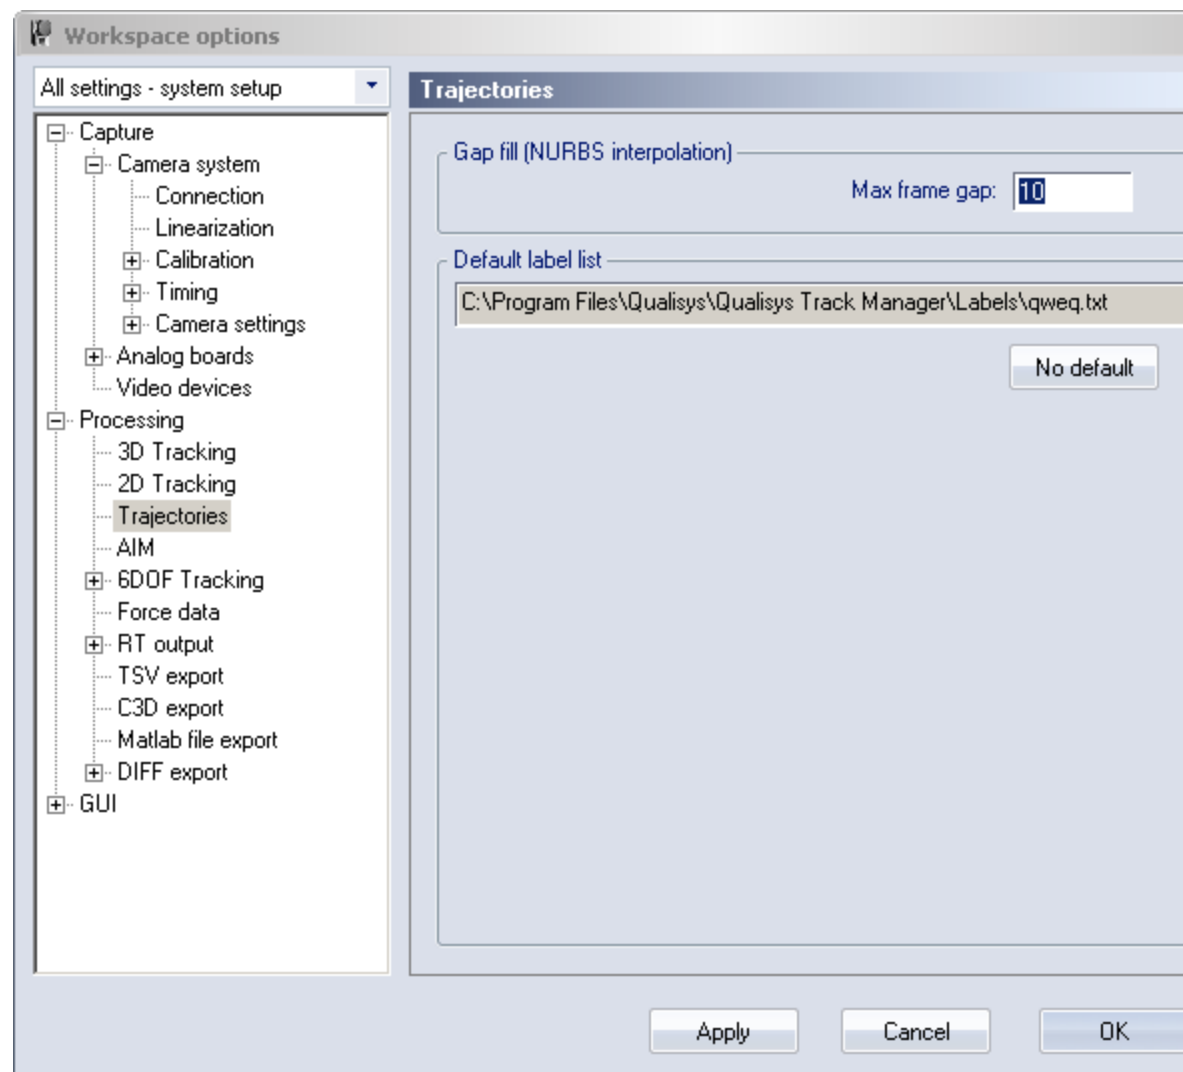 Workspace options
All settings - system setup
Capture
Camera system
Connection
Linearization
Calibration
Timing
Camera settings
Analog boards
Video devices
Processing
3D Tracking
2D Tracking
Trajectories
AIM
6DOF Tracking
Force data
RT output
TSV export
C3D export
Matlab file export
DIFF export
GUI
Trajectories
Gap fill (NURBS interpolation)
Max frame gap: 10
Default label list
C:\Program Files\Qualisys\Qualisys Track Manager\Labels\qweq.txt
No default
Apply Cancel OK